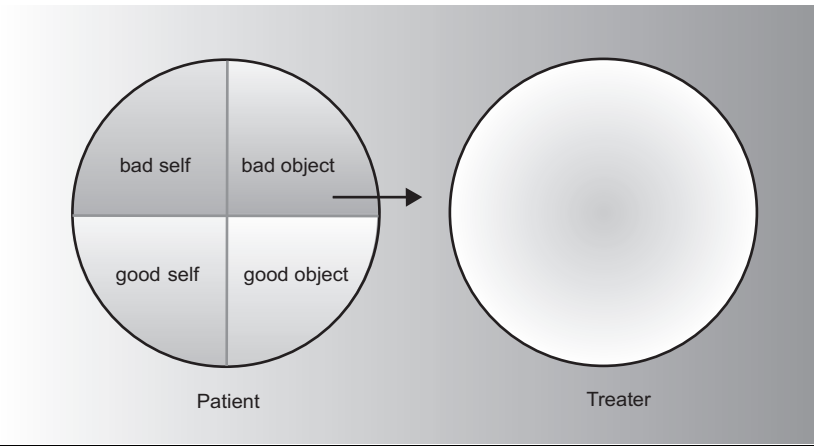 bad self
bad object
good self
good object
Patient
Treater